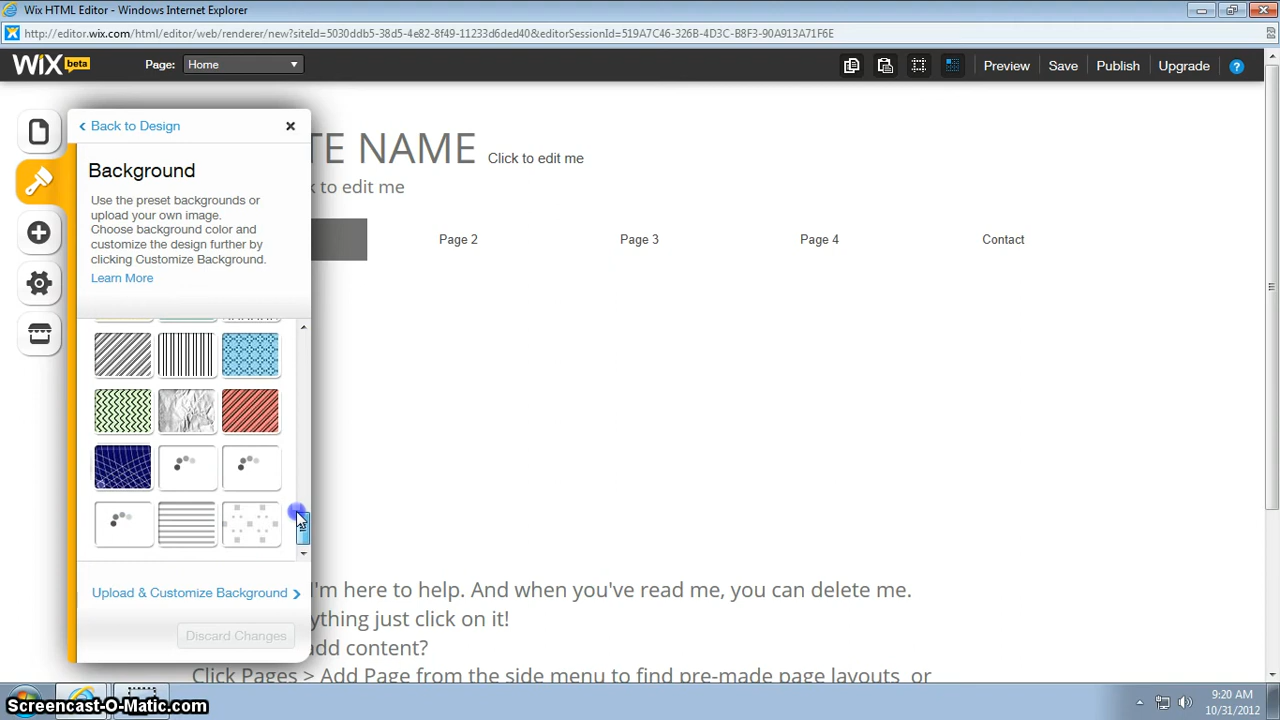 Wix HTML Editor - Windows Internet Explorer
http://editor.wix.com/html/editor/web/renderer/new?siteId=5030ddb5-38d5-4e82-8f49-11233d6ded40&editorSessionId=519A7C46-326B-4D3C-B8F3-90A913A71F6E
WiX beta Page: Home Preview Save Publish Upgrade ?
Back to Design
TE NAME Click to edit me
k to edit me
Background
Use the preset backgrounds or
upload your own image.
Choose background color and
customize the design further by
clicking Customize Background.
Learn More
Page 2 Page 3 Page 4 Contact
Upload & Customize Background
Discard Changes
I'm here to help. And when you've read me, you can delete me.
ything just click on it!
add content?
Click Pages > Add Page from the side menu to find pre-made page layouts, or
Screencast-O-Matic.com
9:20 AM
10/31/2012